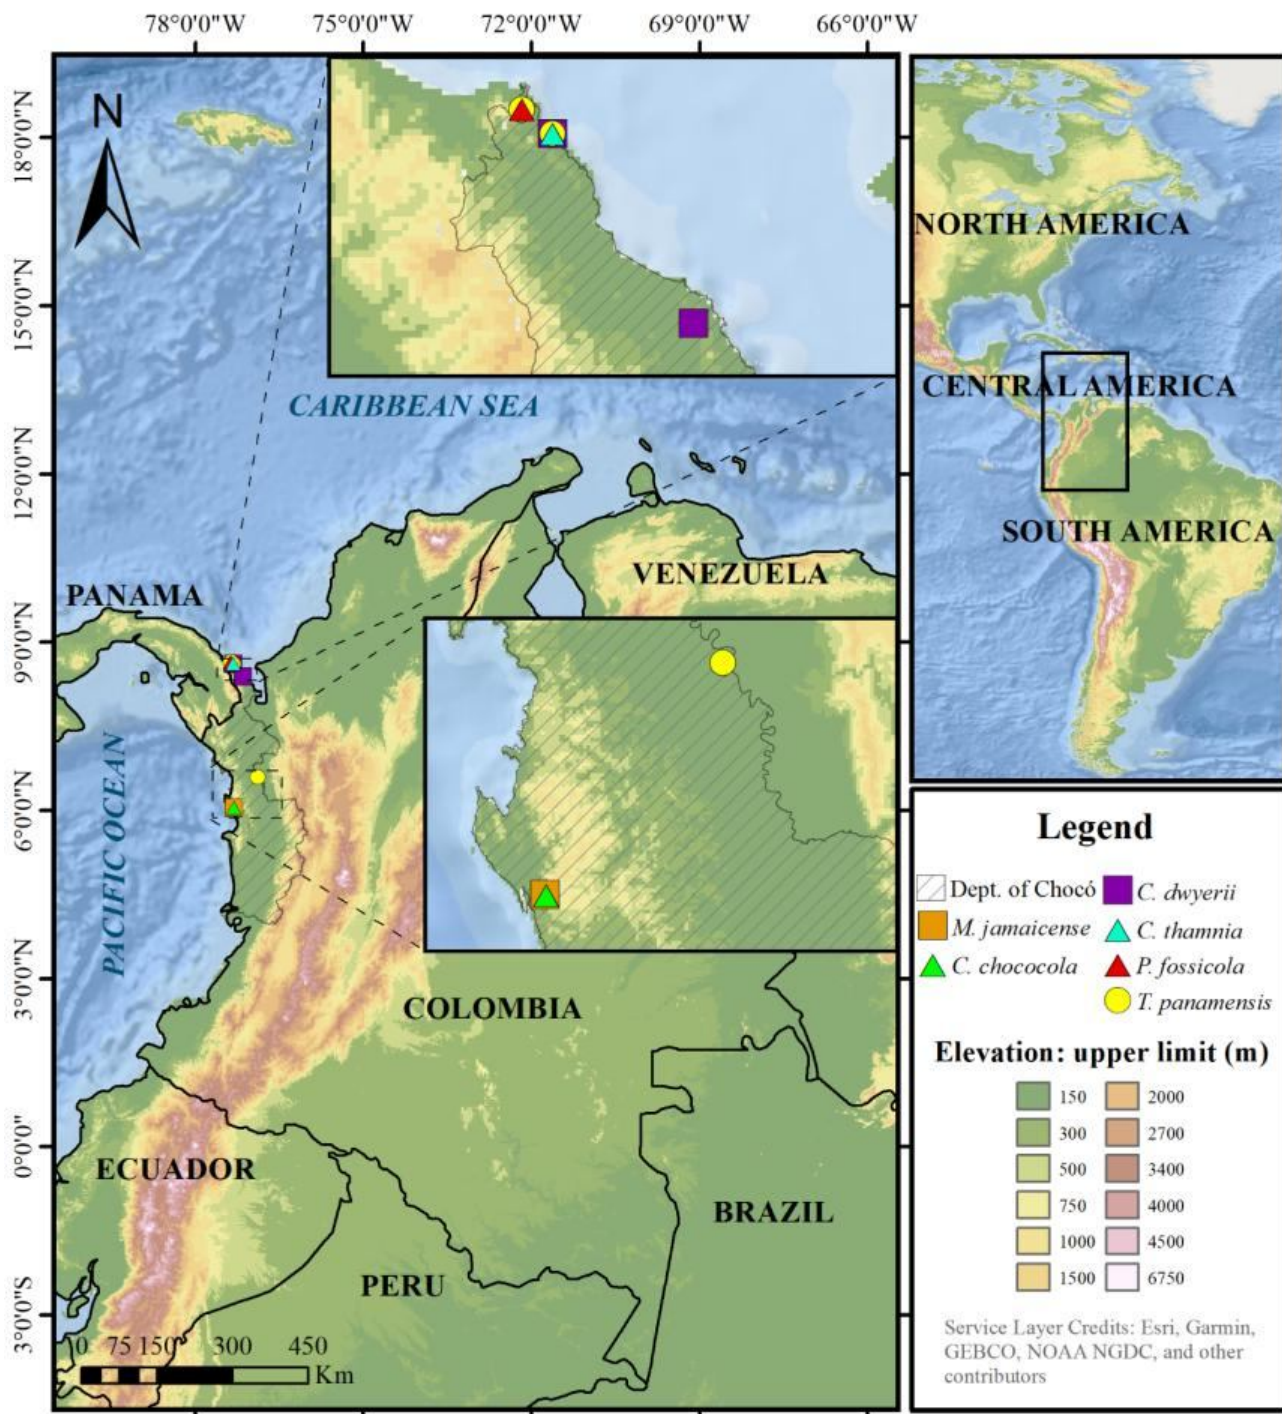 78°0'0"W
75°0'0"W
72°0'0"W
69°0'0"W
66°0'0"W
N
18°0'0"N
15°0'0"N
12°0'0"N
9°0'0"N
6°0'0"N
3°0'0"N
0°0'0"
3°0'0"S
CARIBBEAN SEA
PANAMA
VENEZUELA
PACIFIC OCEAN
COLOMBIA
ECUADOR
BRAZIL
PERU
0 75 150 300 450
Km
NORTH AMERICA
CENTRAL AMERICA
SOUTH AMERICA
Legend
Dept. of Chocó
C. dwyerii
M. jamaicense
C. thamnia
C. chococola
P. fossicola
T. panamensis
Elevation: upper limit (m)
150 2000
300 2700
500 3400
750 4000
1000 4500
1500 6750
Service Layer Credits: Esri, Garmin,
GEBCO, NOAA NGDC, and other
contributors